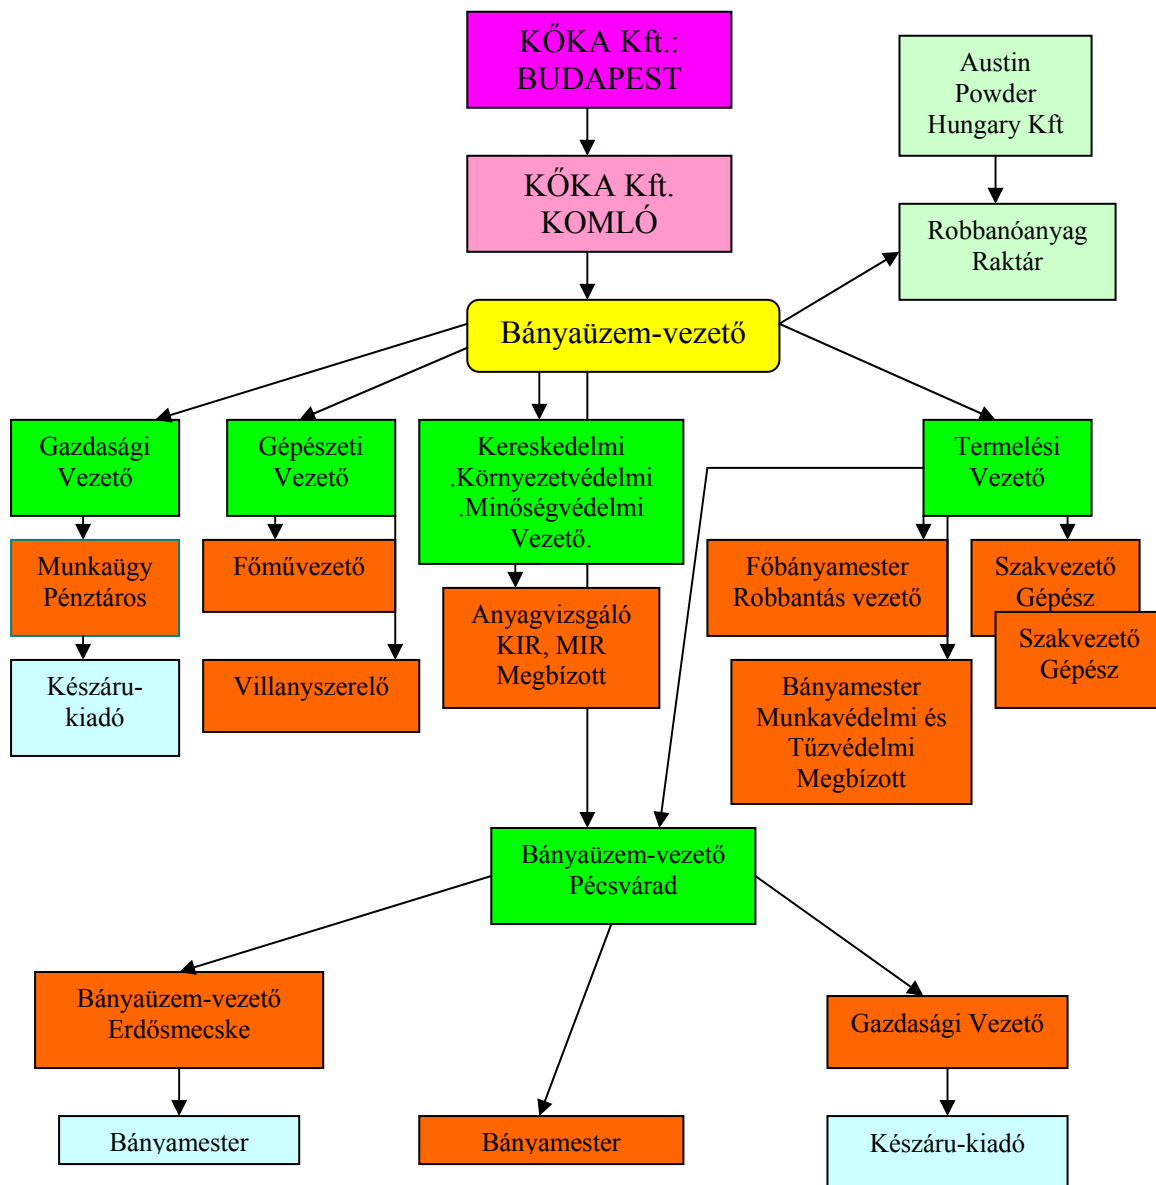 KŐKA Kft.:
BUDAPEST
Austin
Powder
Hungary Kft
KŐKA Kft.
KOMLÓ
Robbanóanyag
Raktár
Bányaüzem-vezető
Gazdasági
Vezető
Gépészeti
Vezető
Kereskedelmi
.Környezetvédelmi
.Minőségvédelmi
Vezető.
Termelési
Vezető
Munkaügy
Pénztáros
Főművezető
Főbányamester
Robbantás vezető
Szakvezető
Gépész
Anyagvizsgáló
KIR, MIR
Megbízott
Szakvezető
Gépész
Készáru-
kiadó
Villanyszerelő
Bányamester
Munkavédelmi és
Tűzvédelmi
Megbízott
Bányaüzem-vezető
Pécsvárad
Bányaüzem-vezető
Erdősmecske
Gazdasági Vezető
Bányamester
Bányamester
Készáru-kiadó